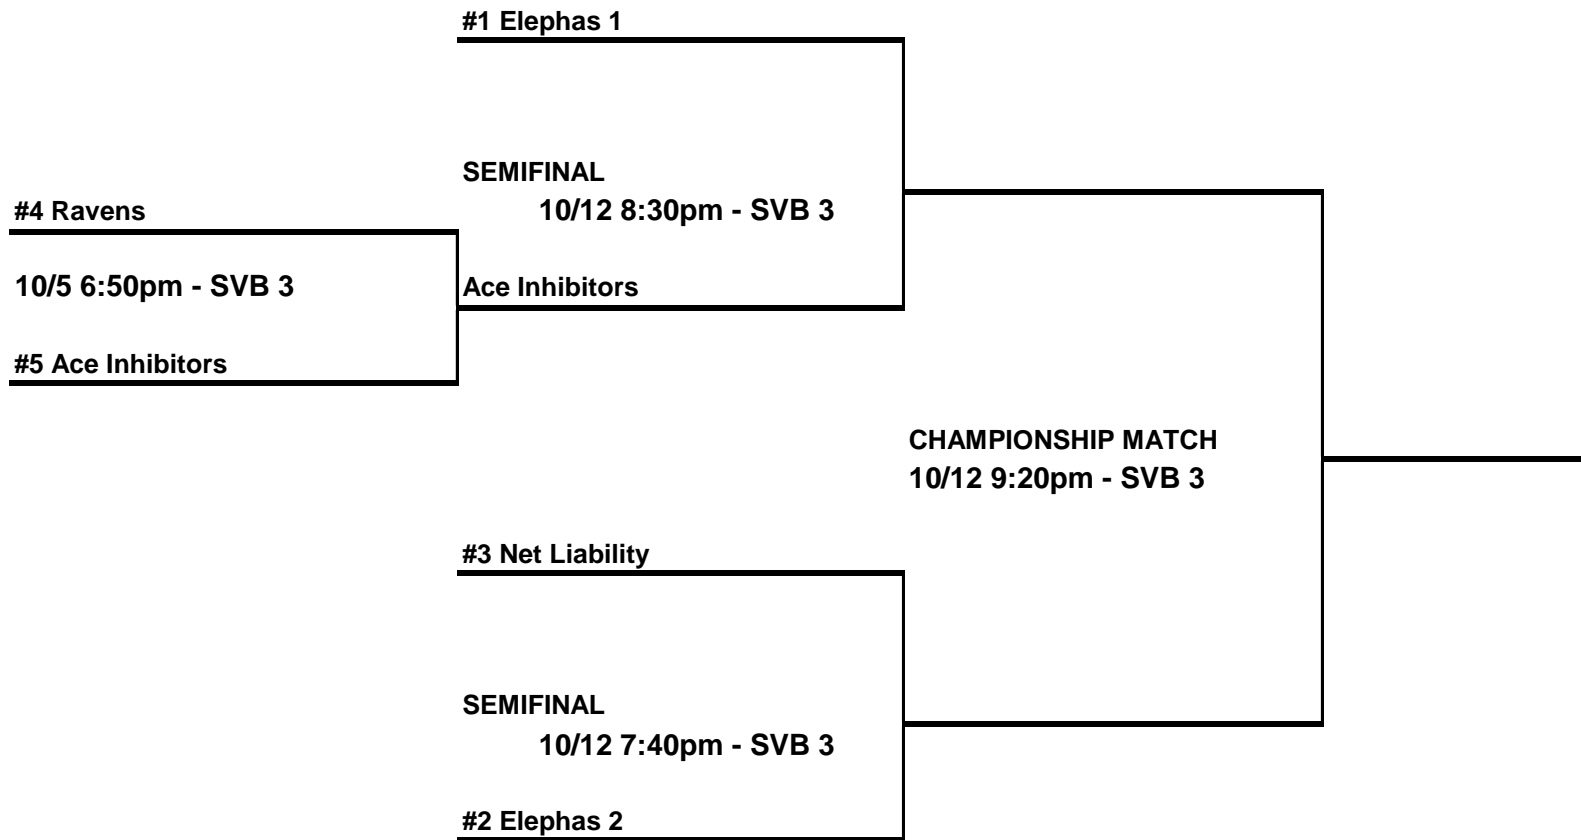 #1 Elephas 1
SEMIFINAL
#4 Ravens
10/12 8:30pm - SVB 3
10/5 6:50pm - SVB 3
Ace Inhibitors
#5 Ace Inhibitors
CHAMPIONSHIP MATCH
10/12 9:20pm - SVB 3
#3 Net Liability
SEMIFINAL
10/12 7:40pm - SVB 3
#2 Elephas 2